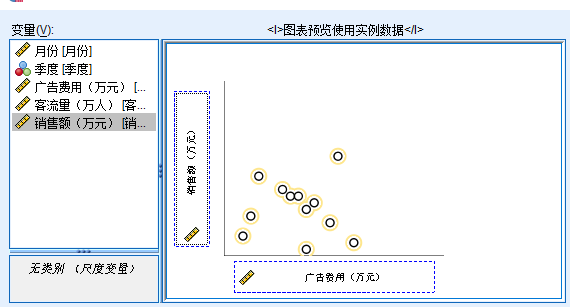 变量(V):
<I>图表预览使用实例数据</I>
月份 [月份]
季度 [季度]
广告费用（万元） [...
客流量（万人） [客...
销售额（万元） [销...
无类别 （尺度变量）
销售额（万元）
广告费用（万元）